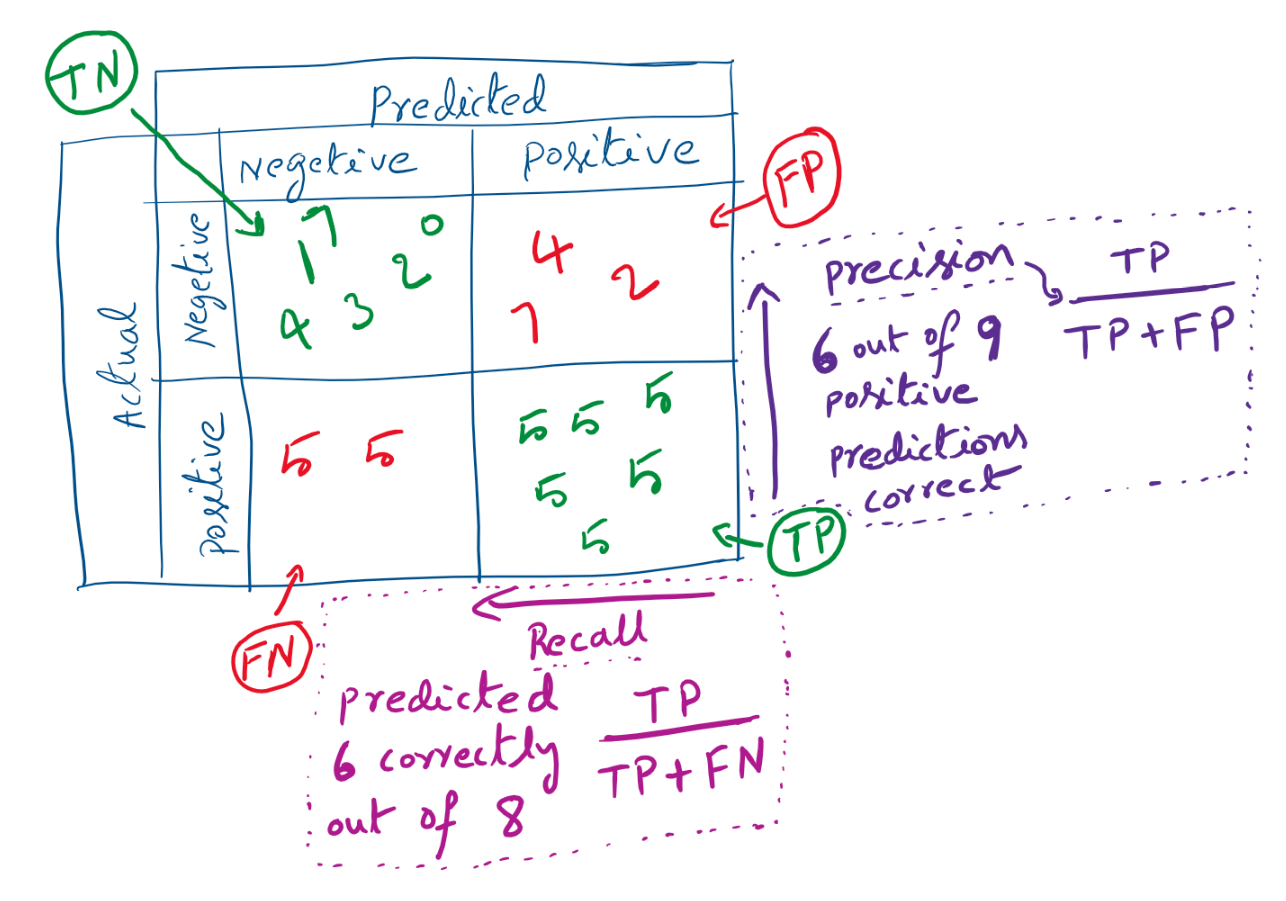 TN
Predicted
Negetive positive
FP
Actual
Negetive
7 0
1 2
4 3
4
2
7
precision TP
TP+FP
6 out of 9
positive
predictions
correct
positive
5 5
5 5 5
5 5
5
TP
FN
Recall
predicted TP
6 correctly TP+FN
out of 8